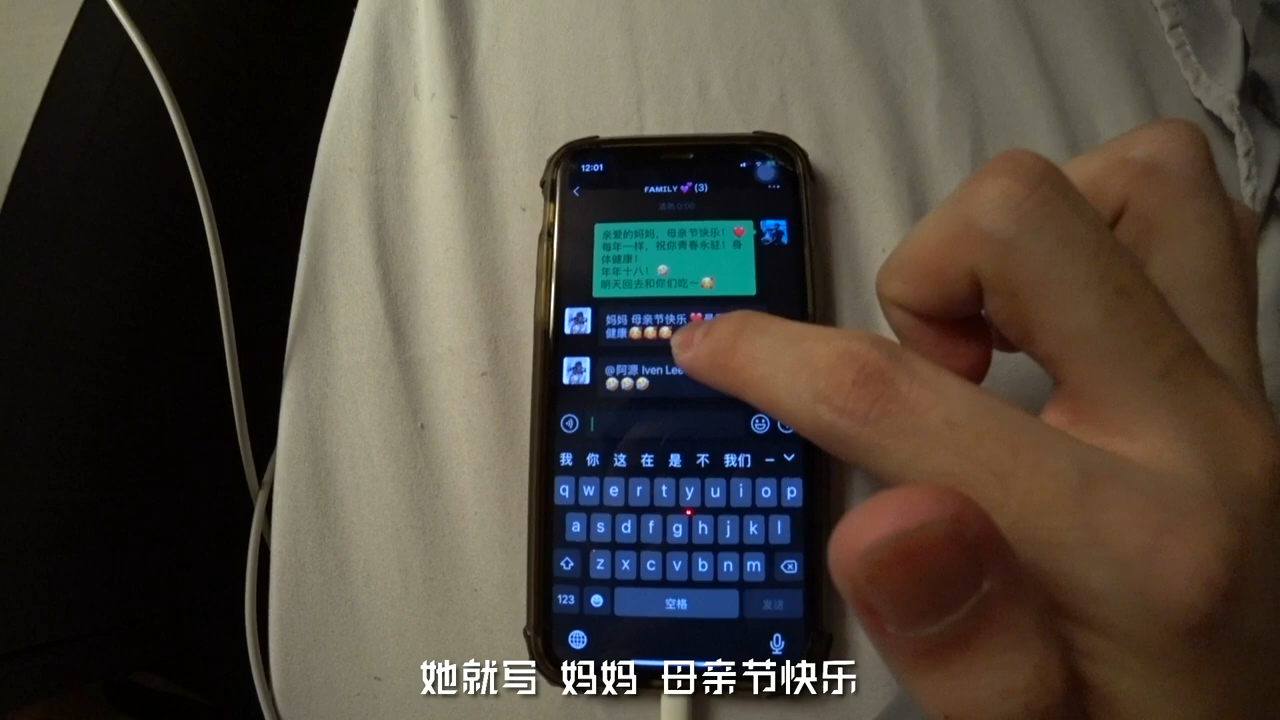 12:01
FAMILY💕(3)
亲爱的妈妈，母亲节快乐！❤️
每年一样，祝你青春永驻！身
体健康！
年年十八！🤣
明天回去和你们吃～🥰
妈妈 母亲节快乐❤️
健康🥰🥰🥰
@阿源 Iven Lee
🤣🤣🤣
我 你 这 在 是 不 我们 一
q w e r t y u i o p
a s d f g h j k l
z x c v b n m
123 空格 发送
她就写 妈妈 母亲节快乐